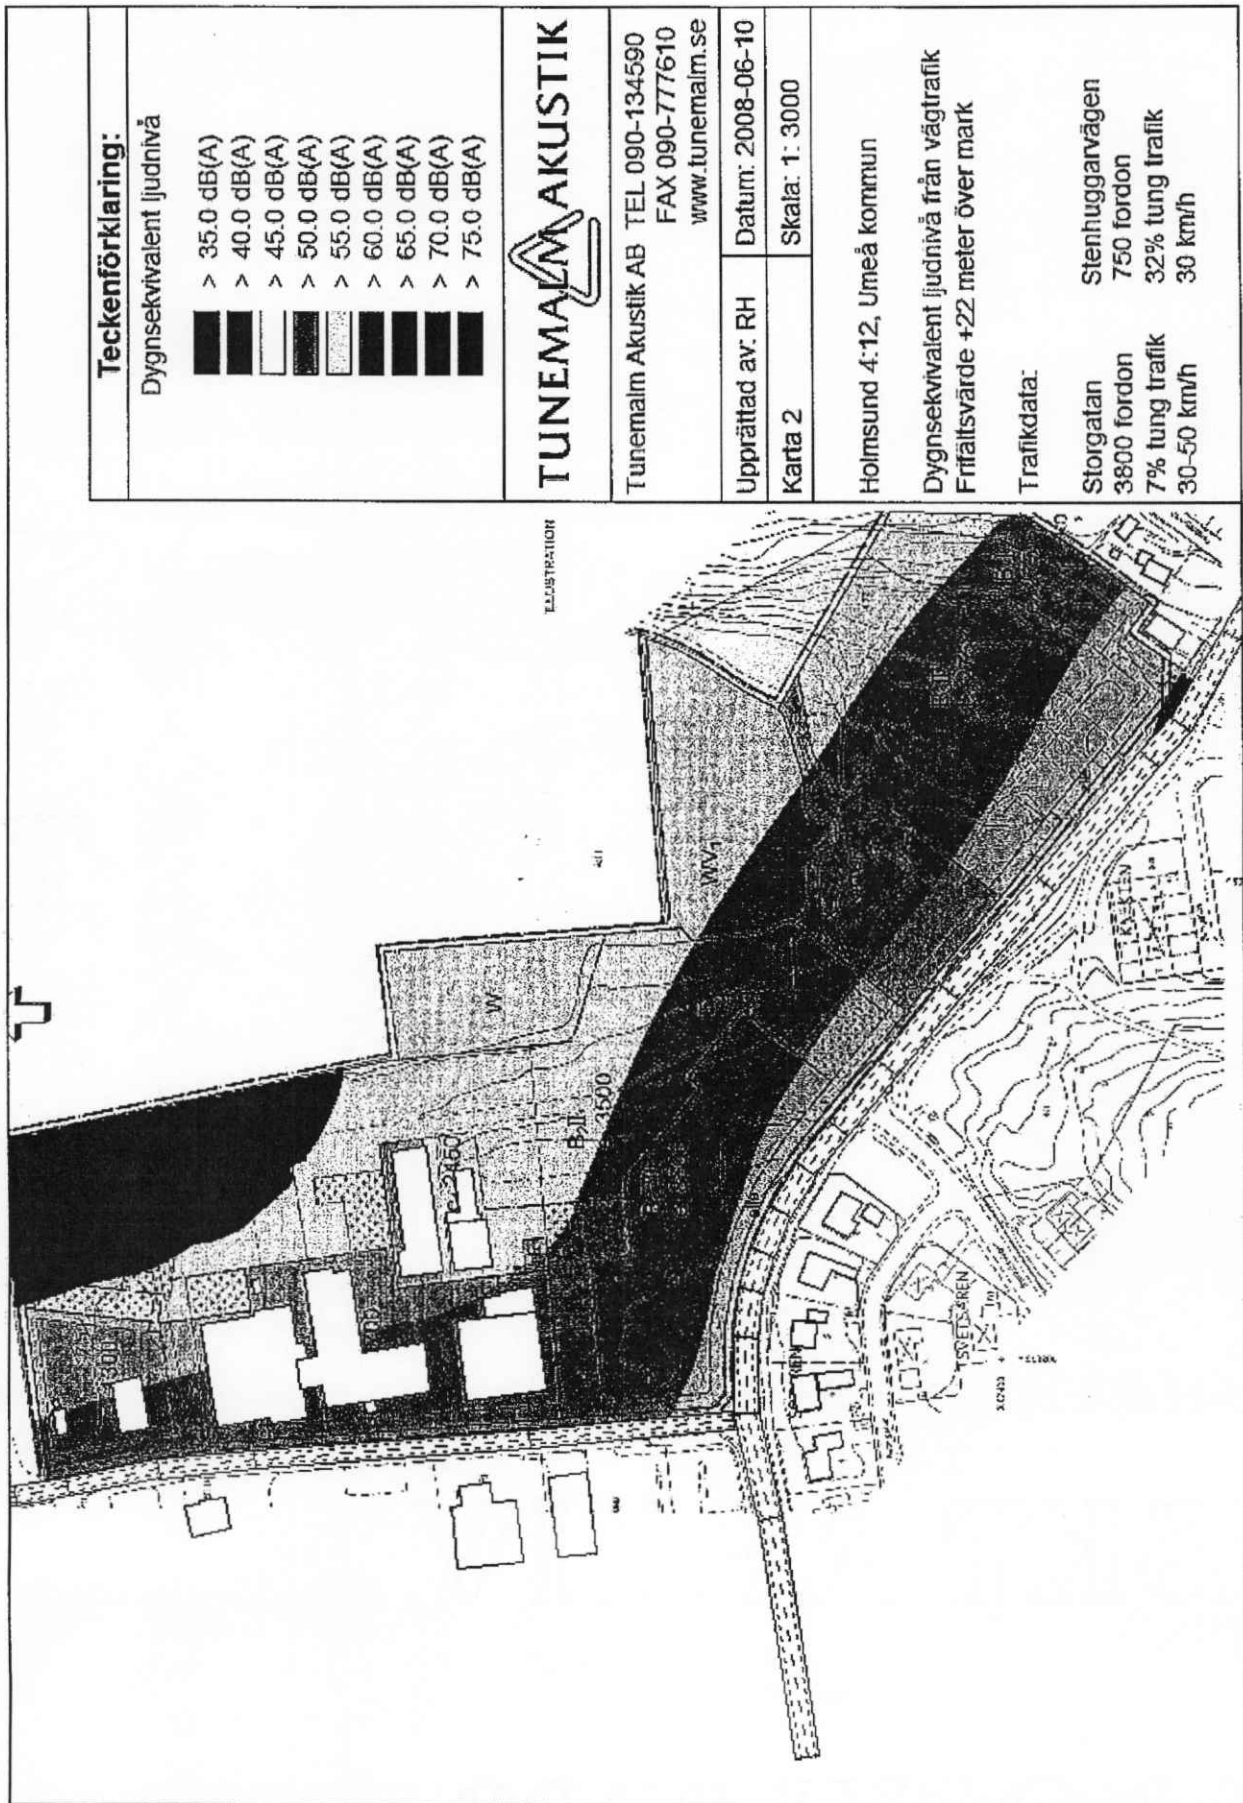 Teckenförklaring:
Dygnsekvivalent ljudnivå
> 35.0 dB(A)
> 40.0 dB(A)
> 45.0 dB(A)
> 50.0 dB(A)
> 55.0 dB(A)
> 60.0 dB(A)
> 65.0 dB(A)
> 70.0 dB(A)
> 75.0 dB(A)
TUNEMALM AKUSTIK
Tunemalm Akustik AB TEL 090-134590
FAX 090-7777610
www.tunemalm.se
Upprättad av: RH
Datum: 2008-06-10
Karta 2
Skala: 1: 3000
Holmsund 4:12, Umeå kommun
Dygnsekvivalent ljudnivå från vägtrafik
Frifältsvärde +22 meter över mark
Trafikdata:
Storgatan
3800 fordon
7% tung trafik
30-50 km/h
Stenhuggarvägen
750 fordon
32% tung trafik
30 km/h
ILLUSTRATION
W
WV1
B2II
3500
2450